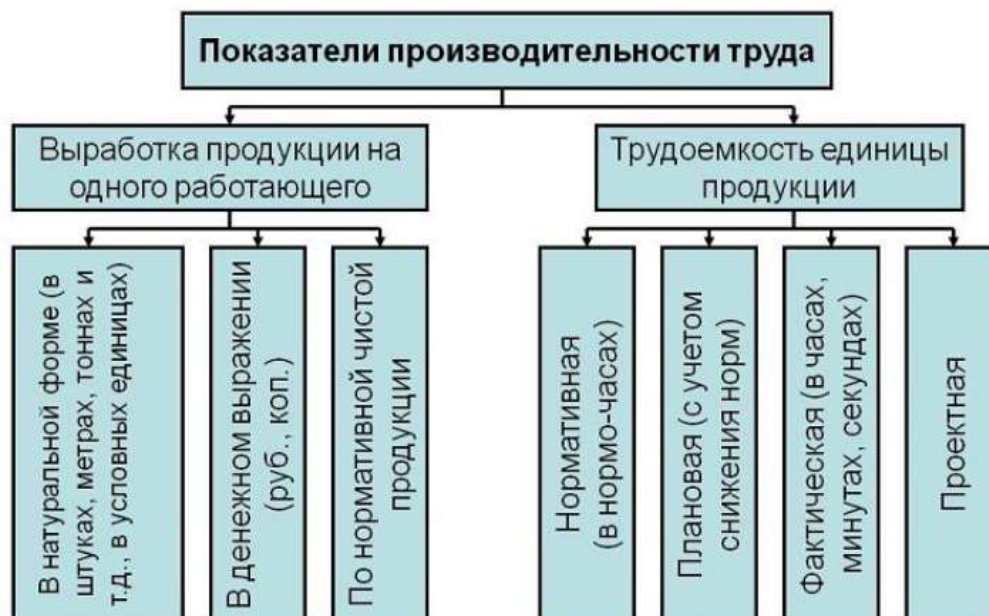 Показатели производительности труда
Выработка продукции на
одного работающего
Трудоемкость единицы
продукции
В натуральной форме (в
штуках, метрах, тоннах и
т.д., в условных единицах)
В денежном выражении
(руб., коп.)
По нормативной чистой
продукции
Нормативная
(в нормо-часах)
Плановая (с учетом
снижения норм)
Фактическая (в часах,
минутах, секундах)
Проектная